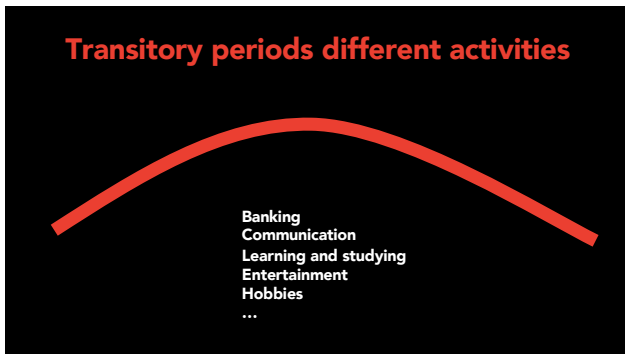 Transitory periods different activities
Banking
Communication
Learning and studying
Entertainment
Hobbies
…